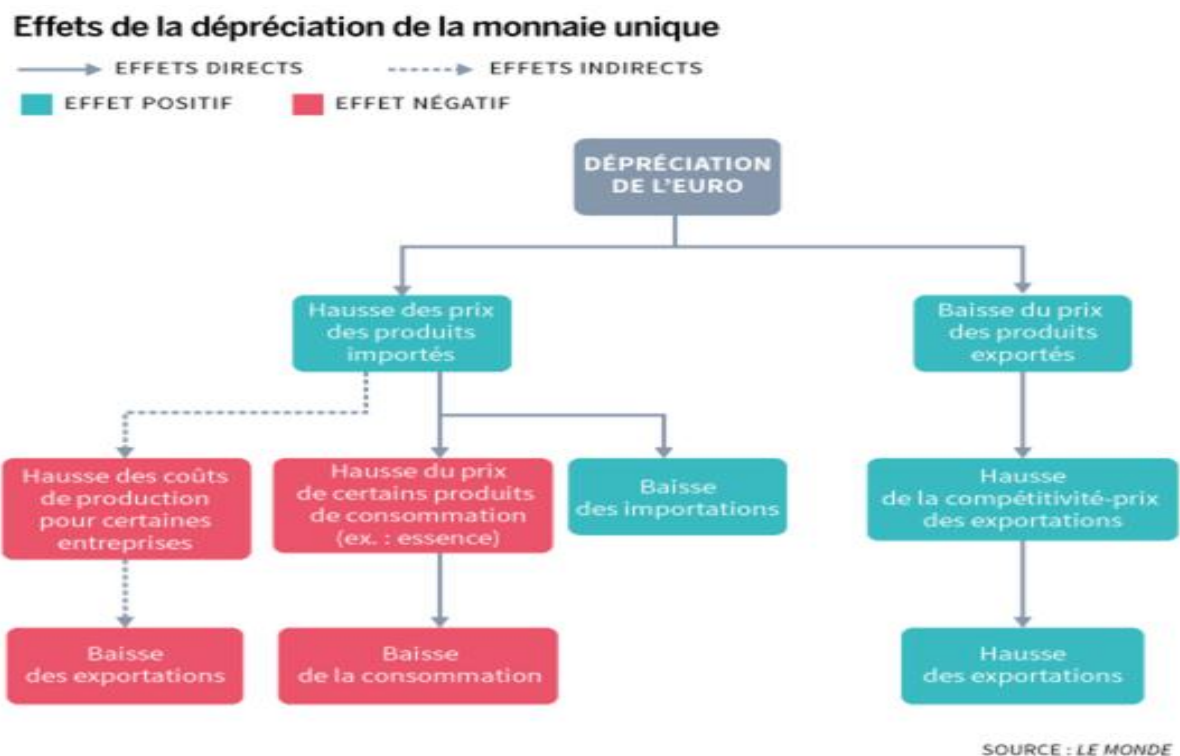 Effets de la dépréciation de la monnaie unique
EFFETS DIRECTS
EFFETS INDIRECTS
EFFET POSITIF
EFFET NÉGATIF
DÉPRÉCIATION
DE L'EURO
Hausse des prix
des produits
importés
Baisse du prix
des produits
exportés
Hausse des coûts
de production
pour certaines
entreprises
Hausse du prix
de certains produits
de consommation
(ex. : essence)
Baisse
des importations
Hausse
de la compétitivité-prix
des exportations
Baisse
des exportations
Baisse
de la consommation
Hausse
des exportations
SOURCE : LE MONDE